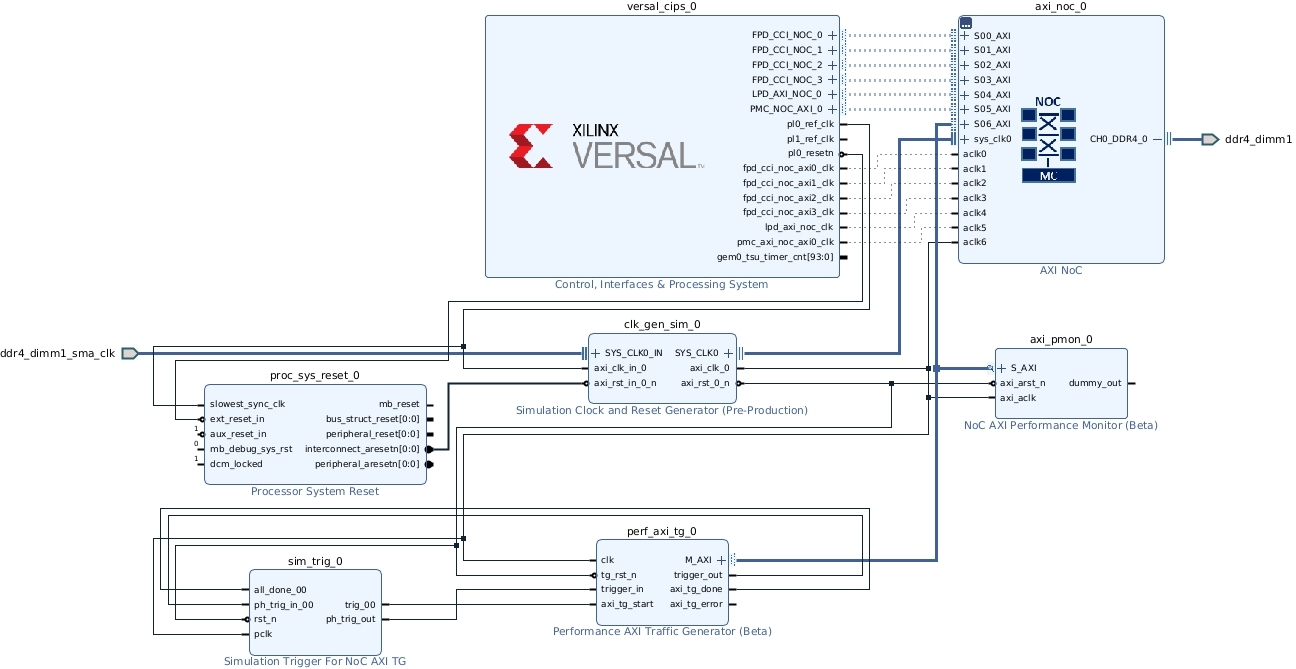 versal_cips_0
FPD_CCI_NOC_0
FPD_CCI_NOC_1
FPD_CCI_NOC_2
FPD_CCI_NOC_3
LPD_AXI_NOC_0
PMC_NOC_AXI_0
pl0_ref_clk
pl1_ref_clk
pl0_resetn
fpd_cci_noc_axi0_clk
fpd_cci_noc_axi1_clk
fpd_cci_noc_axi2_clk
fpd_cci_noc_axi3_clk
lpd_axi_noc_clk
pmc_axi_noc_axi0_clk
gem0_tsu_timer_cnt[93:0]
XILINX
VERSAL™
Control, Interfaces & Processing System
axi_noc_0
S00_AXI
S01_AXI
S02_AXI
S03_AXI
S04_AXI
S05_AXI
S06_AXI
sys_clk0
aclk0
aclk1
aclk2
aclk3
aclk4
aclk5
aclk6
NOC
MC
CH0_DDR4_0
AXI NoC
ddr4_dimm1
ddr4_dimm1_sma_clk
clk_gen_sim_0
SYS_CLK0_IN
axi_clk_in_0
axi_rst_in_0_n
SYS_CLK0
axi_clk_0
axi_rst_0_n
Simulation Clock and Reset Generator (Pre-Production)
axi_pmon_0
S_AXI
axi_arst_n
axi_aclk
dummy_out
NoC AXI Performance Monitor (Beta)
proc_sys_reset_0
slowest_sync_clk
ext_reset_in
1
aux_reset_in
0
mb_debug_sys_rst
1
dcm_locked
mb_reset
bus_struct_reset[0:0]
peripheral_reset[0:0]
interconnect_aresetn[0:0]
peripheral_aresetn[0:0]
Processor System Reset
perf_axi_tg_0
clk
tg_rst_n
trigger_in
axi_tg_start
M_AXI
trigger_out
axi_tg_done
axi_tg_error
Performance AXI Traffic Generator (Beta)
sim_trig_0
all_done_00
ph_trig_in_00
rst_n
pclk
trig_00
ph_trig_out
Simulation Trigger For NoC AXI TG